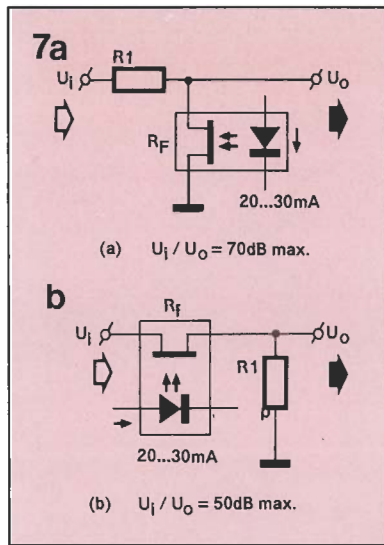 7a
R1
Ui Uo
RF
20...30mA
(a) Ui / Uo = 70dB max.
b
Rf
Ui Uo
R1
20...30mA
(b) Ui / Uo = 50dB max.